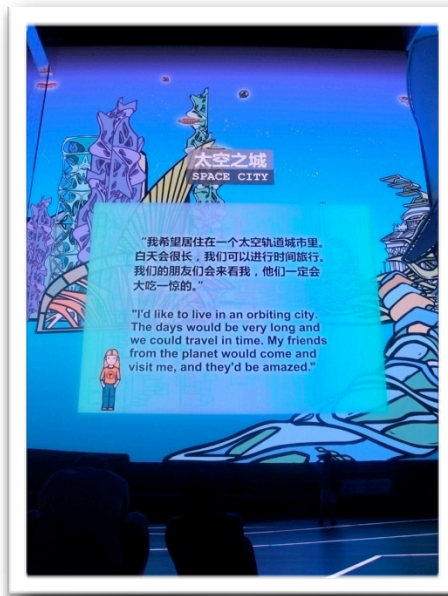 太空之城
SPACE CITY
“我希望居住在一个太空轨道城市里。
白天会很长，我们可以进行时间旅行。
我们的朋友们会来看我，他们一定会
大吃一惊的。”
"I'd like to live in an orbiting city.
The days would be very long and
we could travel in time. My friends
from the planet would come and
visit me, and they'd be amazed."